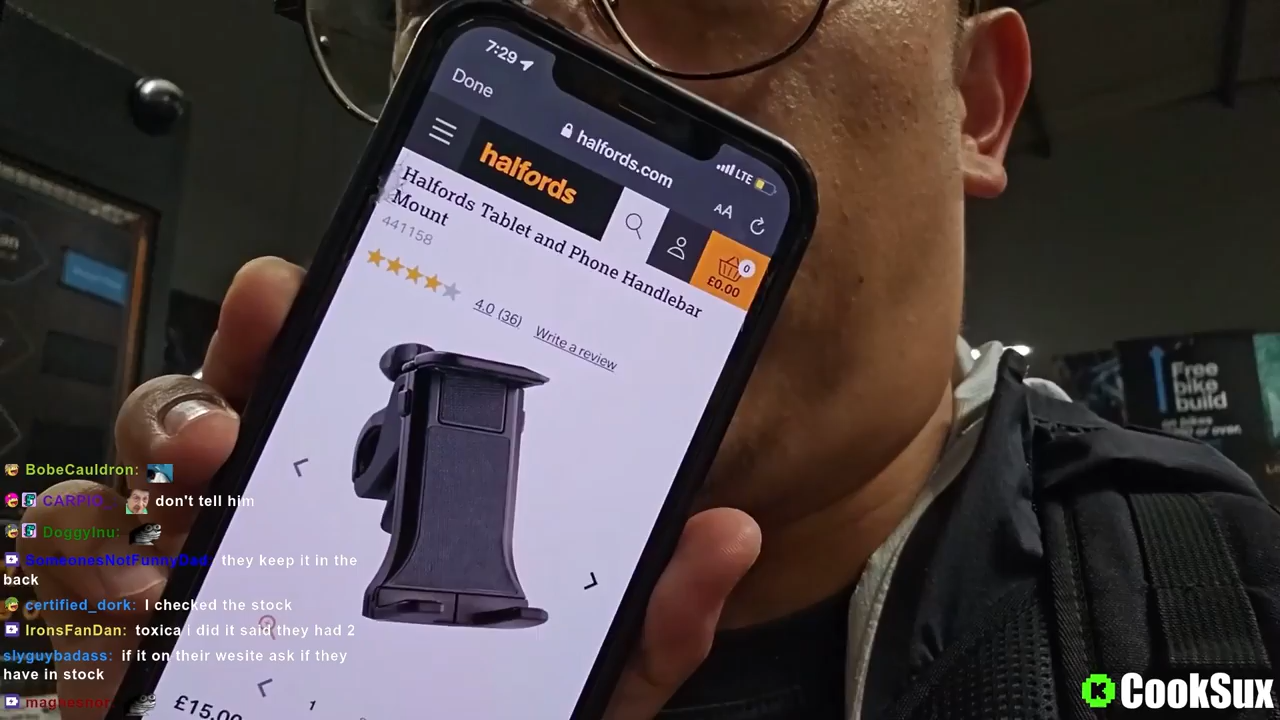 7:29
LTE
Done
halfords.com
AA
halfords
0
£0.00
Halfords Tablet and Phone Handlebar
Mount
441158
4.0 (36)
Write a review
1
£15.00
Free
bike
build
BobeCauldron:
CARPIO_: don't tell him
DoggyInu:
SomeonesNotFunnyDad: they keep it in the
back
certified_dork: I checked the stock
IronsFanDan: toxica i did it said they had 2
slyguybadass: if it on their wesite ask if they
have in stock
K CookSux